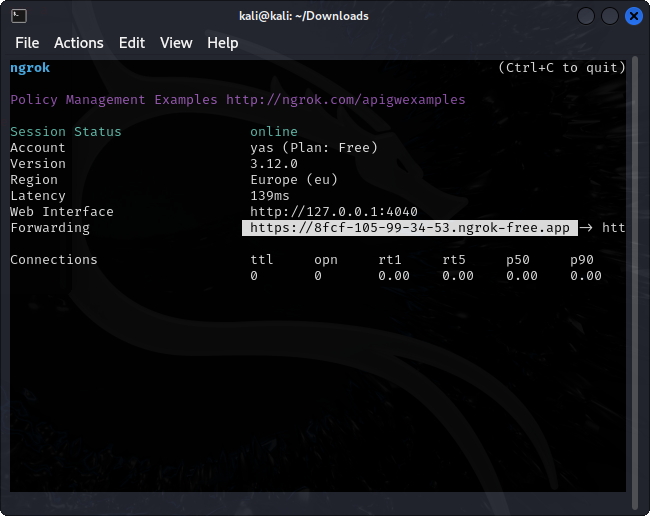 kali@kali: ~/Downloads
File Actions Edit View Help
ngrok (Ctrl+C to quit)
Policy Management Examples http://ngrok.com/apigwexamples
Session Status online
Account yas (Plan: Free)
Version 3.12.0
Region Europe (eu)
Latency 139ms
Web Interface http://127.0.0.1:4040
Forwarding https://8fcf-105-99-34-53.ngrok-free.app -> htt
Connections ttl opn rt1 rt5 p50 p90
0 0 0.00 0.00 0.00 0.00